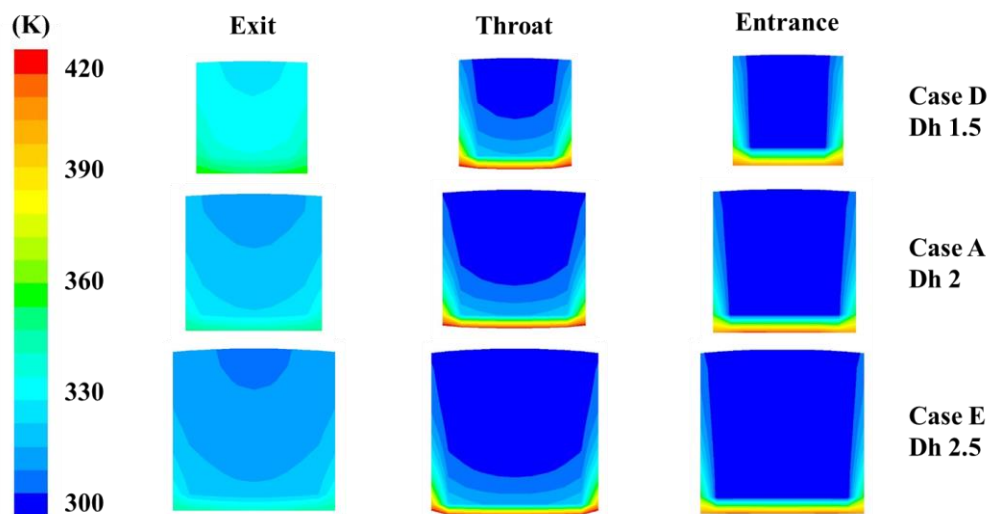 (K)
Exit
Throat
Entrance
420
390
360
330
300
Case D
Dh 1.5
Case A
Dh 2
Case E
Dh 2.5